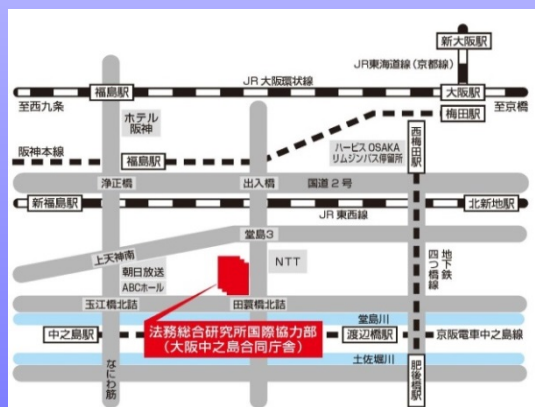 新大阪駅
JR東海道線(京都線)
JR 大阪環状線
福島駅
大阪駅
至西九条
至京橋
梅田駅
ホテル
阪神
阪神本線
福島駅
ハービス OSAKA
リムジンバス停留所
西梅田駅
浄正橋
出入橋
国道2号
新福島駅
北新地駅
JR 東西線
堂島3
上天神南
朝日放送
ABCホール
NTT
地下鉄
四つ橋線
玉江橋北詰
田蓑橋北詰
堂島川
中之島駅
法務総合研究所国際協力部
(大阪中之島合同庁舎)
渡辺橋駅
京阪電車中之島線
土佐堀川
なにわ筋
肥後橋駅